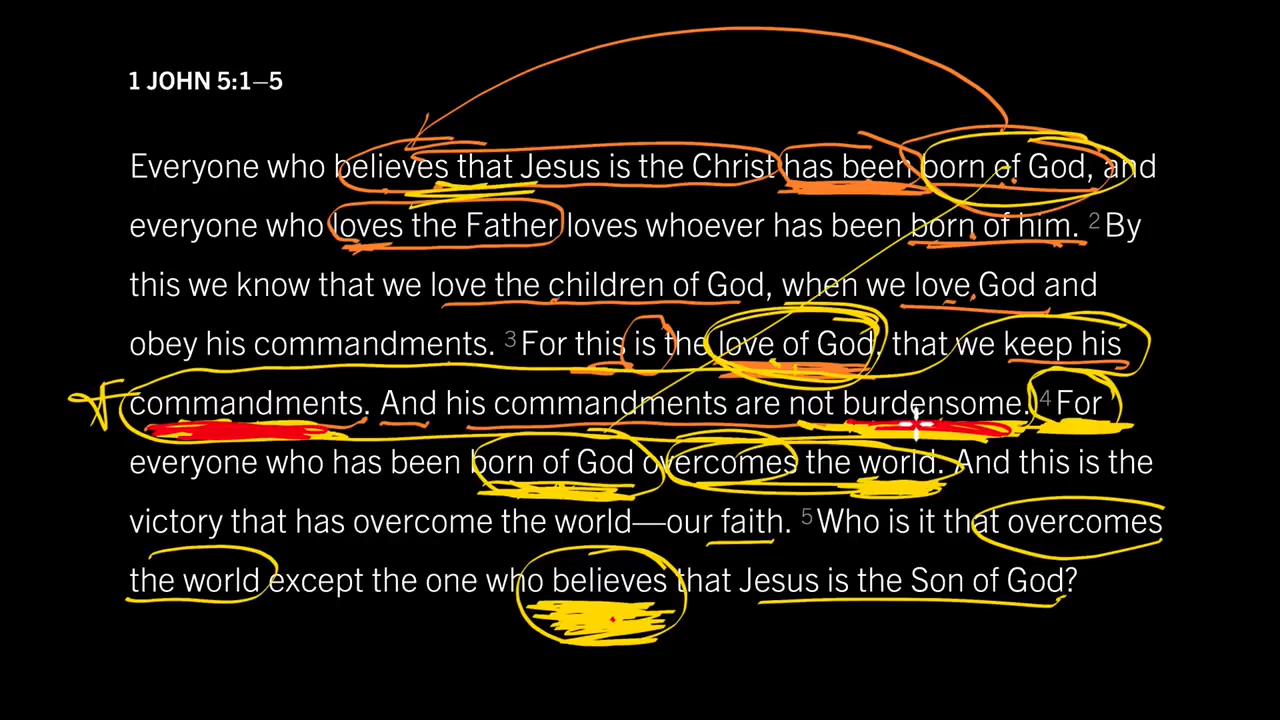 1 JOHN 5:1–5
Everyone who believes that Jesus is the Christ has been born of God, and
everyone who loves the Father loves whoever has been born of him. 2 By
this we know that we love the children of God, when we love God and
obey his commandments. 3 For this is the love of God, that we keep his
commandments. And his commandments are not burdensome. 4 For
everyone who has been born of God overcomes the world. And this is the
victory that has overcome the world—our faith. 5 Who is it that overcomes
the world except the one who believes that Jesus is the Son of God?